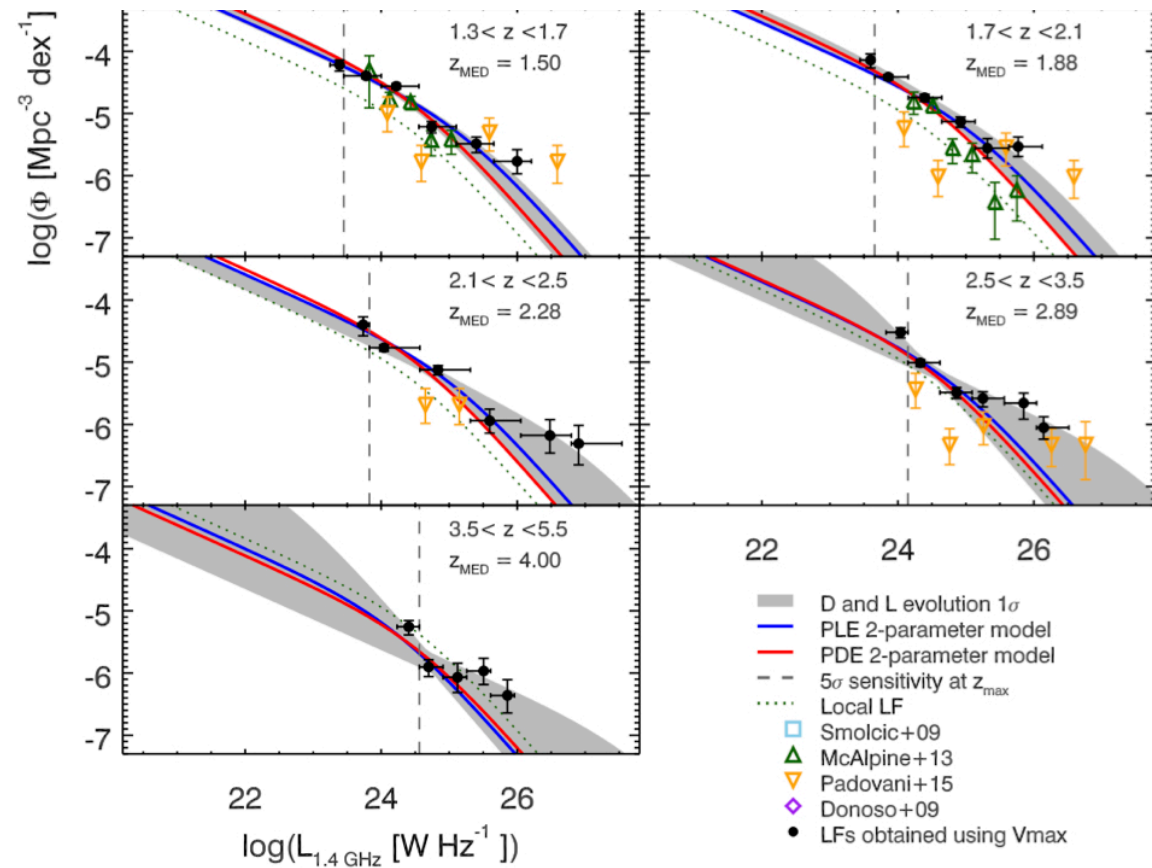 1.3< z <1.7
z_MED = 1.50
1.7< z <2.1
z_MED = 1.88
-4
-5
-6
-7
log(Φ [Mpc⁻³ dex⁻¹]
2.1< z <2.5
z_MED = 2.28
2.5< z <3.5
z_MED = 2.89
-4
-5
-6
-7
3.5< z <5.5
z_MED = 4.00
-4
-5
-6
-7
22 24 26
22 24 26
log(L_1.4 GHz [W Hz⁻¹])
D and L evolution 1σ
PLE 2-parameter model
PDE 2-parameter model
5σ sensitivity at z_max
Local LF
Smolcic+09
McAlpine+13
Padovani+15
Donoso+09
LFs obtained using Vmax